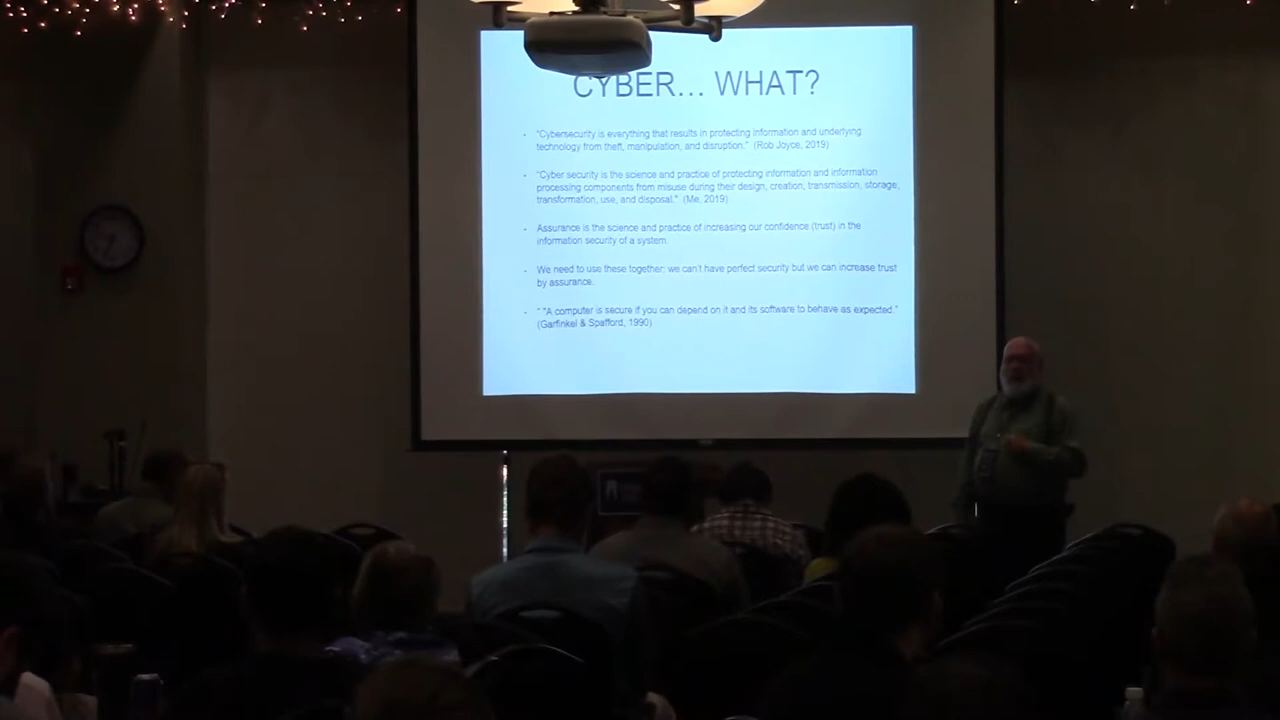 CYBER... WHAT?
• "Cybersecurity is everything that results in protecting information and underlying
technology from theft, manipulation, and disruption." (Rob Joyce, 2019)
• "Cyber security is the science and practice of protecting information and information
processing components from misuse during their design, creation, transmission, storage,
transformation, use, and disposal." (Me, 2019)
• Assurance is the science and practice of increasing our confidence (trust) in the
information security of a system.
• We need to use these together: we can't have perfect security but we can increase trust
by assurance.
• " "A computer is secure if you can depend on it and its software to behave as expected."
(Garfinkel & Spafford, 1990)